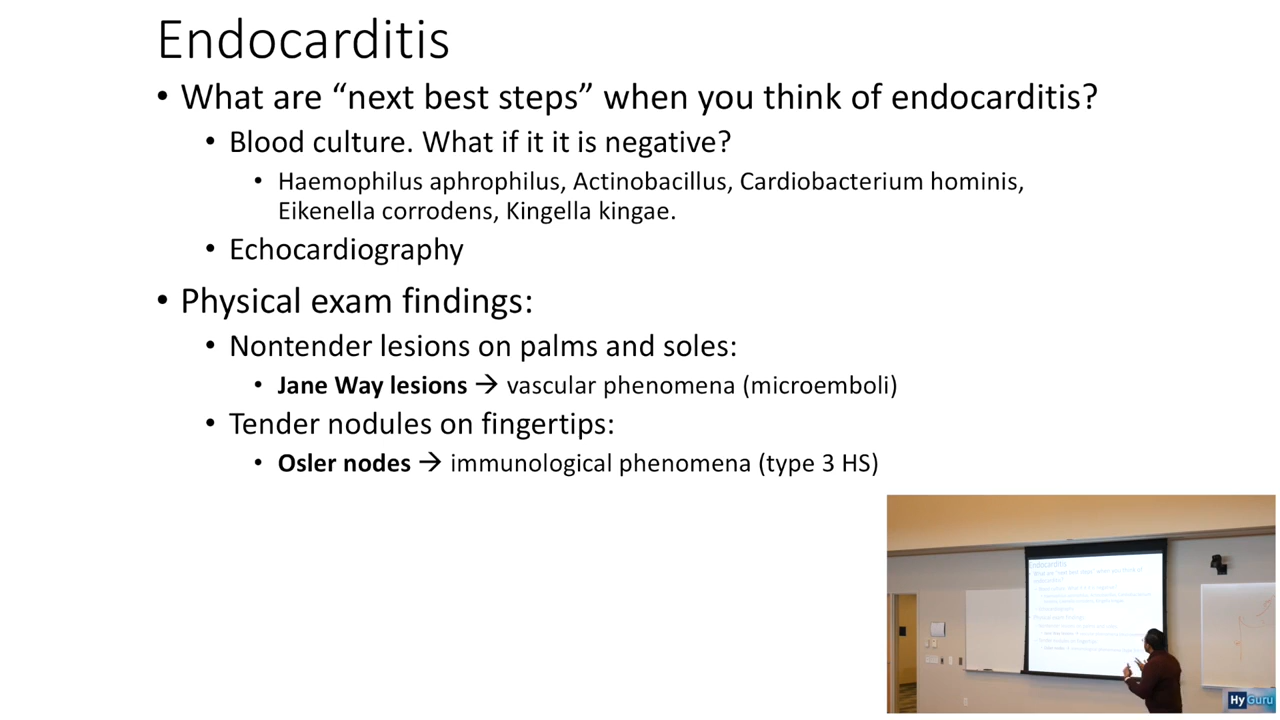 Endocarditis
• What are “next best steps” when you think of endocarditis?
• Blood culture. What if it it is negative?
• Haemophilus aphrophilus, Actinobacillus, Cardiobacterium hominis,
Eikenella corrodens, Kingella kingae.
• Echocardiography
• Physical exam findings:
• Nontender lesions on palms and soles:
• Jane Way lesions → vascular phenomena (microemboli)
• Tender nodules on fingertips:
• Osler nodes → immunological phenomena (type 3 HS)
Endocarditis
HyGuru